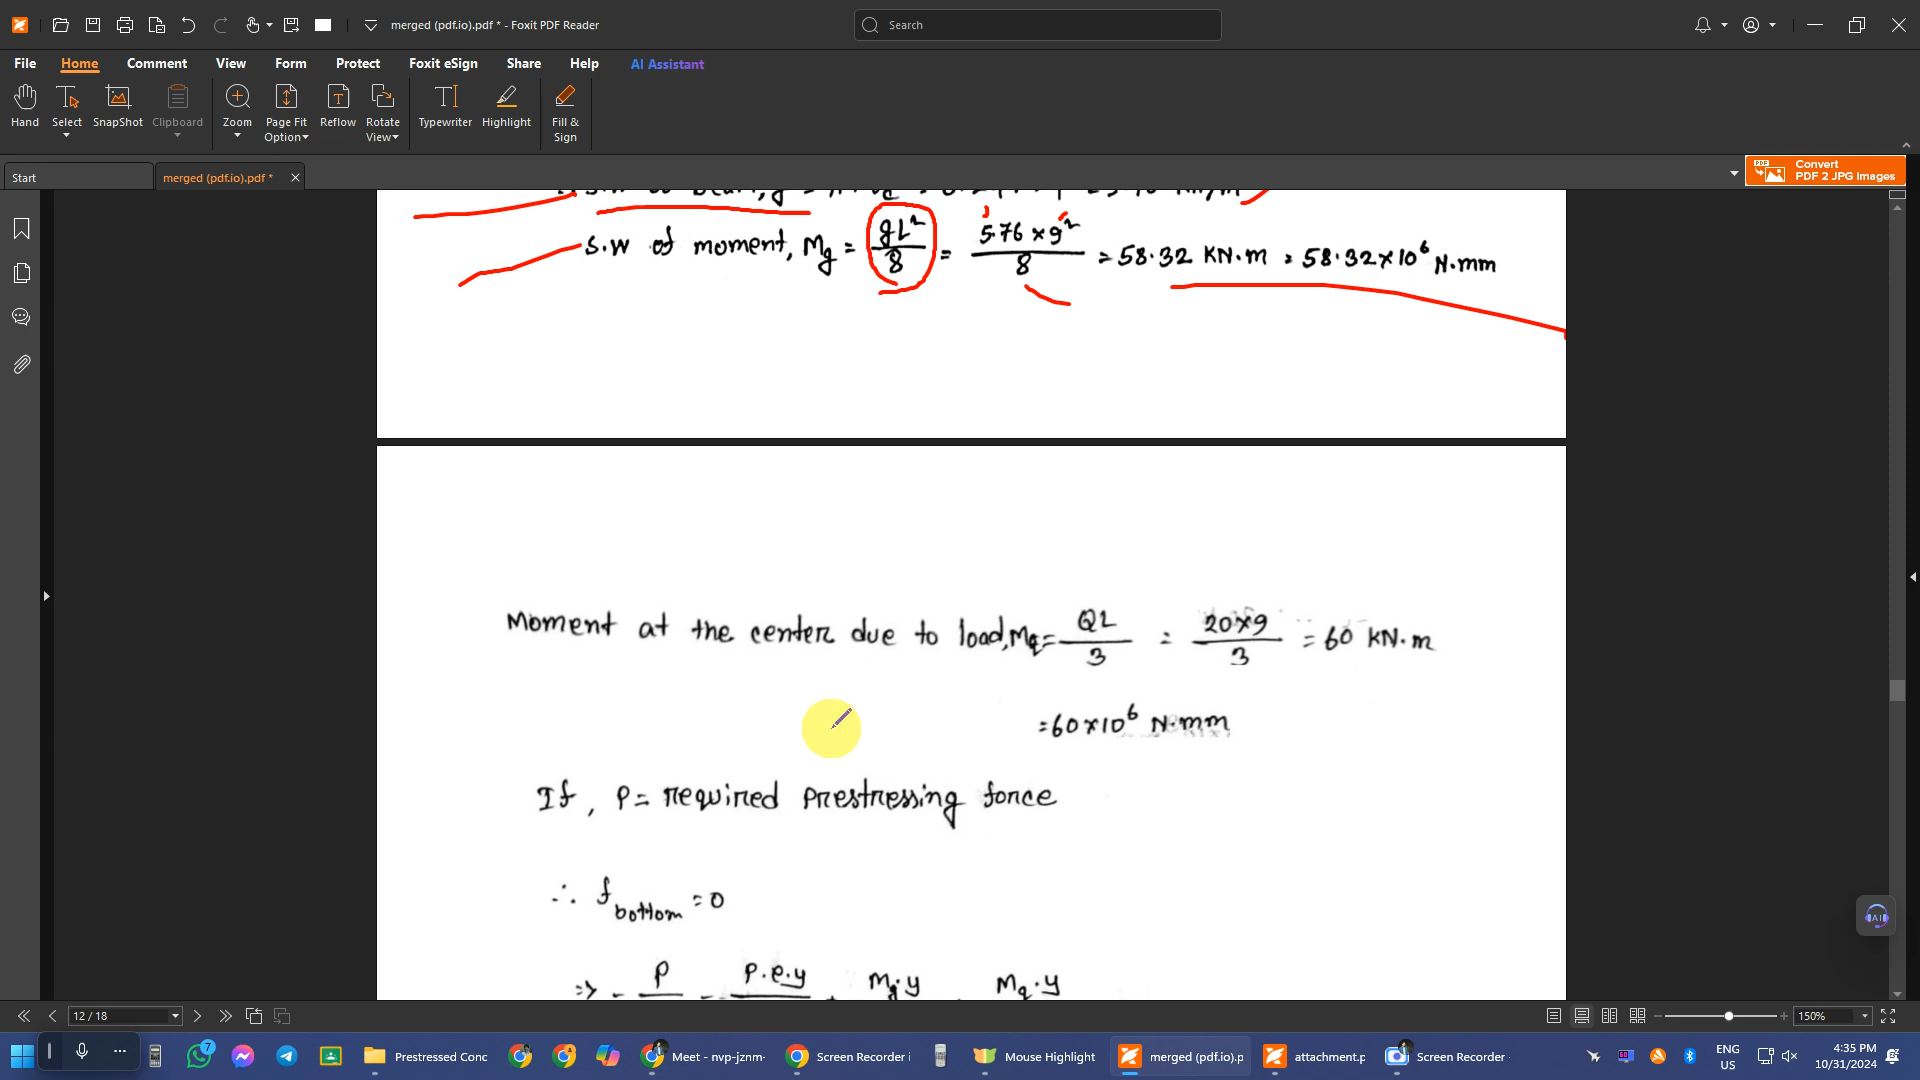 merged (pdf.io).pdf * - Foxit PDF Reader
Search
File Home Comment View Form Protect Foxit eSign Share Help AI Assistant
Hand Select SnapShot Clipboard Zoom Page Fit Option Reflow Rotate View Typewriter Highlight Fill & Sign
Start merged (pdf.io).pdf *
Convert
PDF 2 JPG Images
S.W of moment, Mg = gL²/8 = 5.76×9²/8 = 58.32 KN.m = 58.32×10⁶ N.mm
Moment at the center due to load, Mq = QL/3 = 20×9/3 = 60 KN.m
=60×10⁶ N.mm
If, P= required prestressing force
∴ f bottom = 0
=> - P P.e.y Mg.y Mq.y
12 / 18
150%
7 Prestressed Conc Meet - nvp-jznm- Screen Recorder i Mouse Highlight merged (pdf.io).p attachment.p Screen Recorder
ENG
US
4:35 PM
10/31/2024
AI